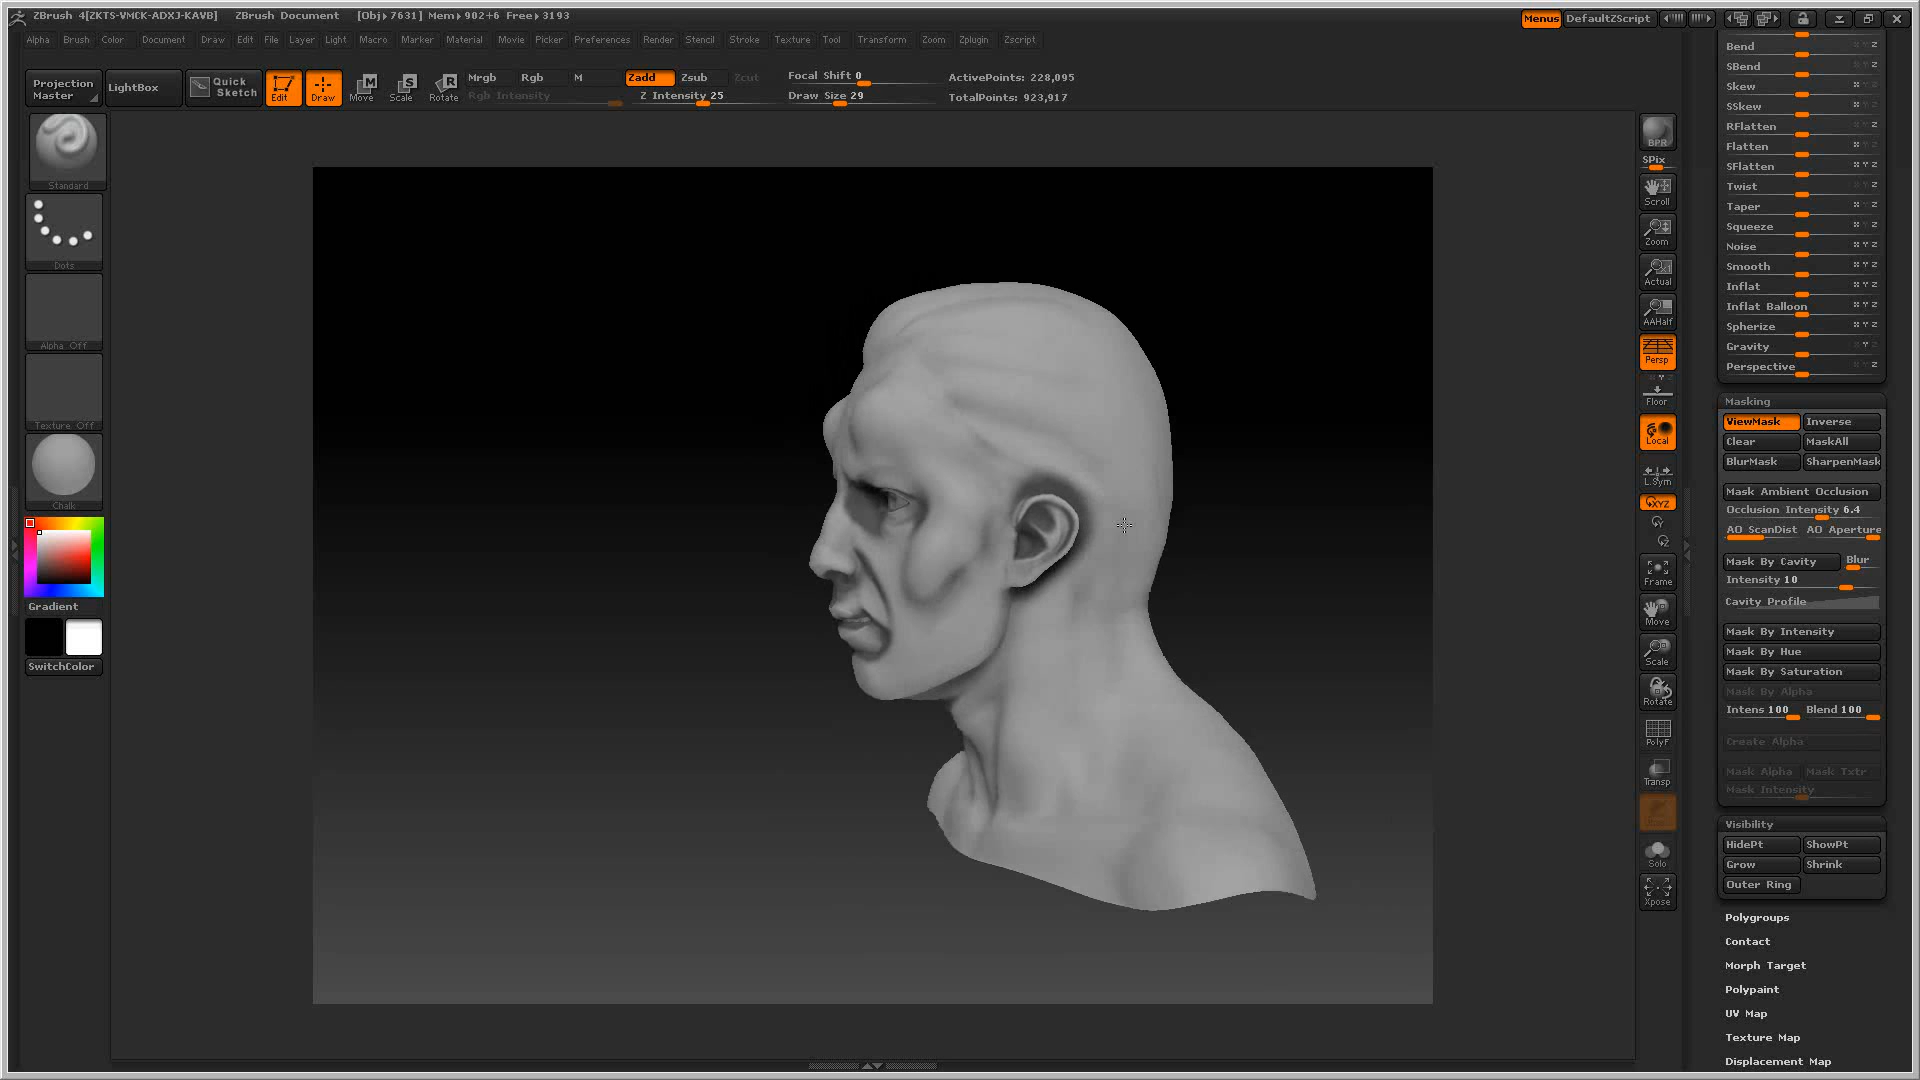 ZBrush 4[ZKTS-VMCK-ADXJ-KAVB] ZBrush Document [Obj▸7631] Mem▸902+6 Free▸3193
Menus DefaultZScript
Alpha Brush Color Document Draw Edit File Layer Light Macro Marker Material Movie Picker Preferences Render Stencil Stroke Texture Tool Transform Zoom Zplugin Zscript
Projection Master
LightBox
Quick Sketch
Edit
Draw
Move
Scale
Rotate
Mrgb Rgb M
Rgb Intensity
Zadd Zsub Zcut
Z Intensity 25
Focal Shift 0
Draw Size 29
ActivePoints: 228,095
TotalPoints: 923,917
Standard
Dots
Alpha Off
Texture Off
Chalk
Gradient
SwitchColor
BPR
SPix
Scroll
Zoom
Actual
AAHalf
Persp
Floor
Local
L.Sym
XYZ
Frame
Move
Scale
Rotate
PolyF
Transp
Solo
Xpose
Bend
SBend
Skew
SSkew
RFlatten
Flatten
SFlatten
Twist
Taper
Squeeze
Noise
Smooth
Inflat
Inflat Balloon
Spherize
Gravity
Perspective
Masking
ViewMask Inverse
Clear MaskAll
BlurMask SharpenMask
Mask Ambient Occlusion
Occlusion Intensity 6.4
AO ScanDist AO Aperture
Mask By Cavity Blur
Intensity 10
Cavity Profile
Mask By Intensity
Mask By Hue
Mask By Saturation
Mask By Alpha
Intens 100 Blend 100
Create Alpha
Mask Alpha Mask Txtr
Mask Intensity
Visibility
HidePt ShowPt
Grow Shrink
Outer Ring
Polygroups
Contact
Morph Target
Polypaint
UV Map
Texture Map
Displacement Map